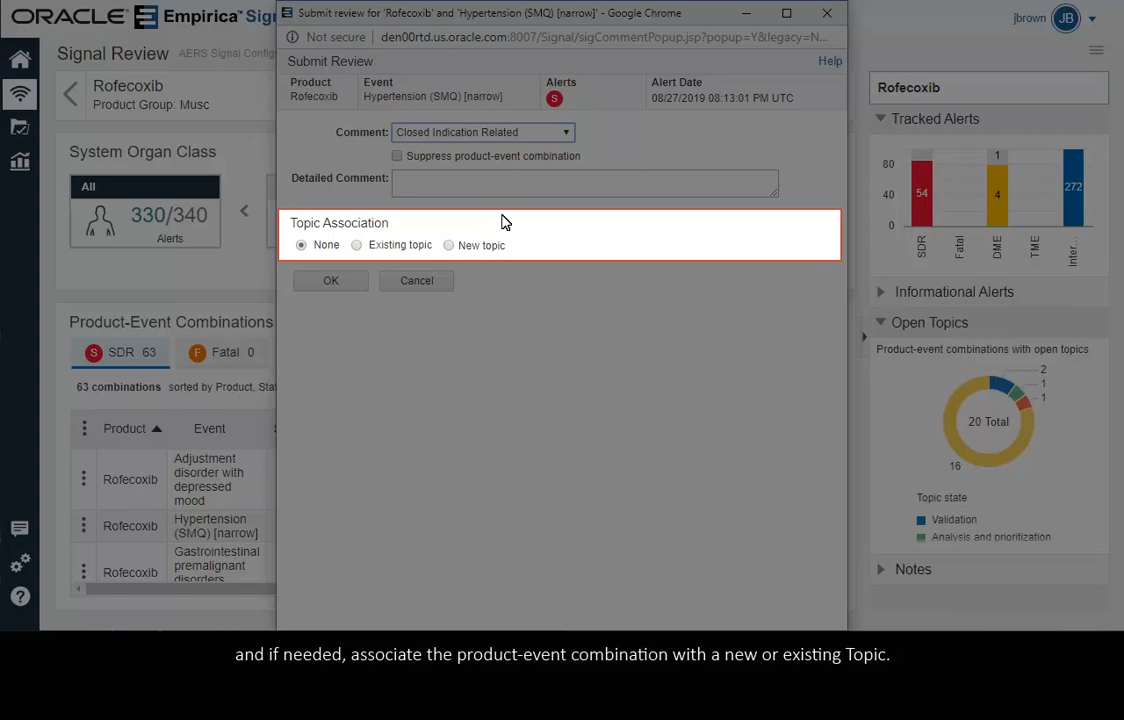 ORACLE Empirica Sig
jbrown JB
Submit review for 'Rofecoxib' and 'Hypertension (SMQ) [narrow]' - Google Chrome
Not secure den00rtd.us.oracle.com:8007/Signal/sigCommentPopup.jsp?popup=Y&legacy=N...
Signal Review AERS Signal Config
Rofecoxib
Product Group: Musc
System Organ Class
All
330/340
Alerts
Product-Event Combinations
S SDR 63 F Fatal 0
63 combinations sorted by Product, Sta
Product Event S
Rofecoxib Adjustment
disorder with
depressed
mood
Rofecoxib Hypertension
(SMQ) [narrow]
Rofecoxib Gastrointestinal
premalignant
disorders
Submit Review Help
Product Event Alerts Alert Date
Rofecoxib Hypertension (SMQ) [narrow] S 08/27/2019 08:13:01 PM UTC
Comment: Closed Indication Related
Suppress product-event combination
Detailed Comment:
Topic Association
None Existing topic New topic
OK Cancel
Rofecoxib
Tracked Alerts
80
40
0
54
1
4
272
SDR
Fatal
DME
TME
Inter...
Informational Alerts
Open Topics
Product-event combinations with open topics
2
1
1
20 Total
16
Topic state
Validation
Analysis and prioritization
Notes
and if needed, associate the product-event combination with a new or existing Topic.